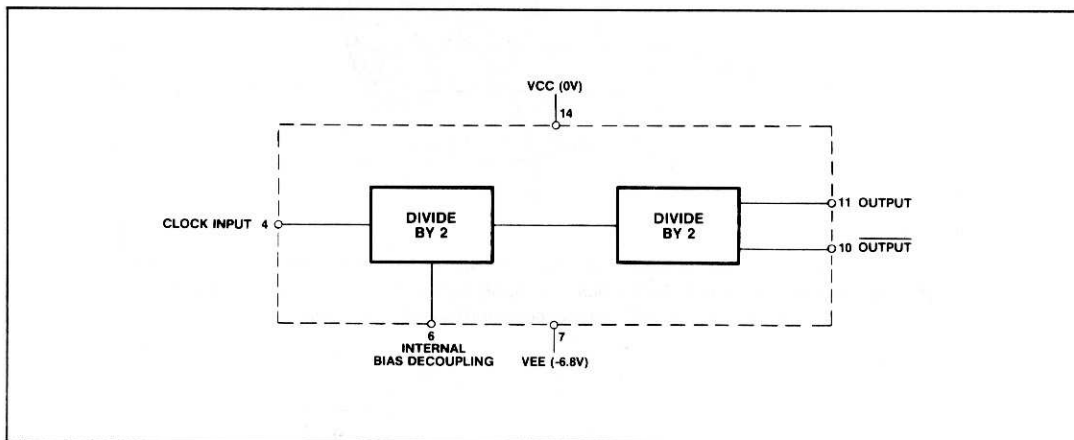 VCC (0V)
14
CLOCK INPUT 4
DIVIDE
BY 2
DIVIDE
BY 2
11 OUTPUT
10 OUTPUT
6
INTERNAL
BIAS DECOUPLING
7
VEE (-6.8V)